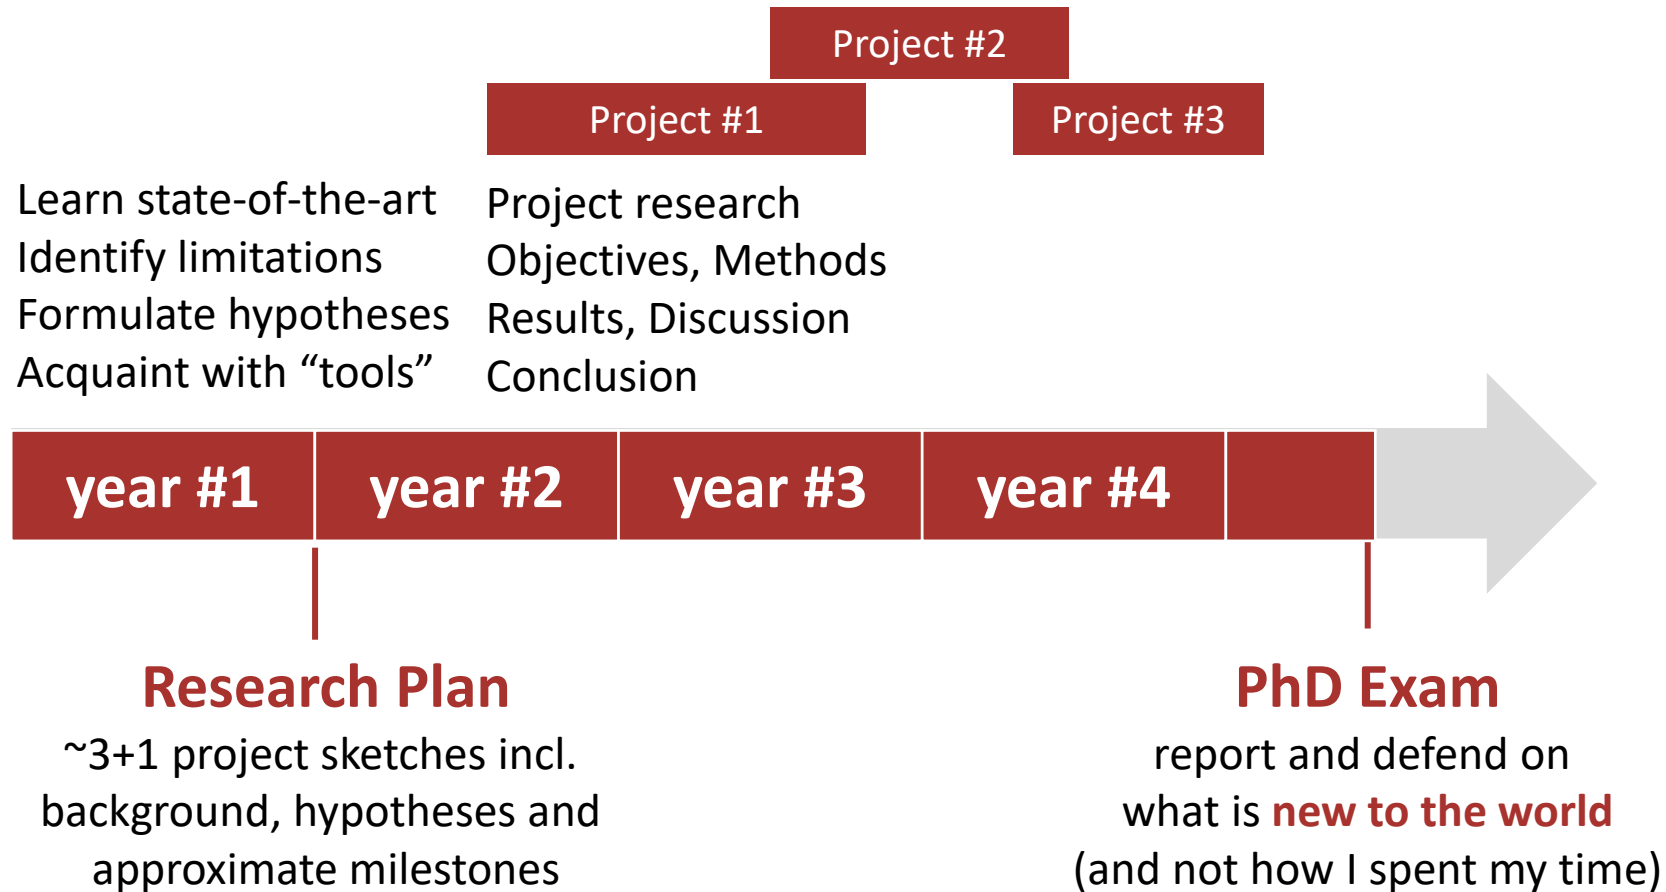 Project #2
Project #1
Project #3
Learn state-of-the-art
Identify limitations
Formulate hypotheses
Acquaint with “tools”
Project research
Objectives, Methods
Results, Discussion
Conclusion
year #1
year #2
year #3
year #4
Research Plan
~3+1 project sketches incl.
background, hypotheses and
approximate milestones
PhD Exam
report and defend on
what is new to the world
(and not how I spent my time)